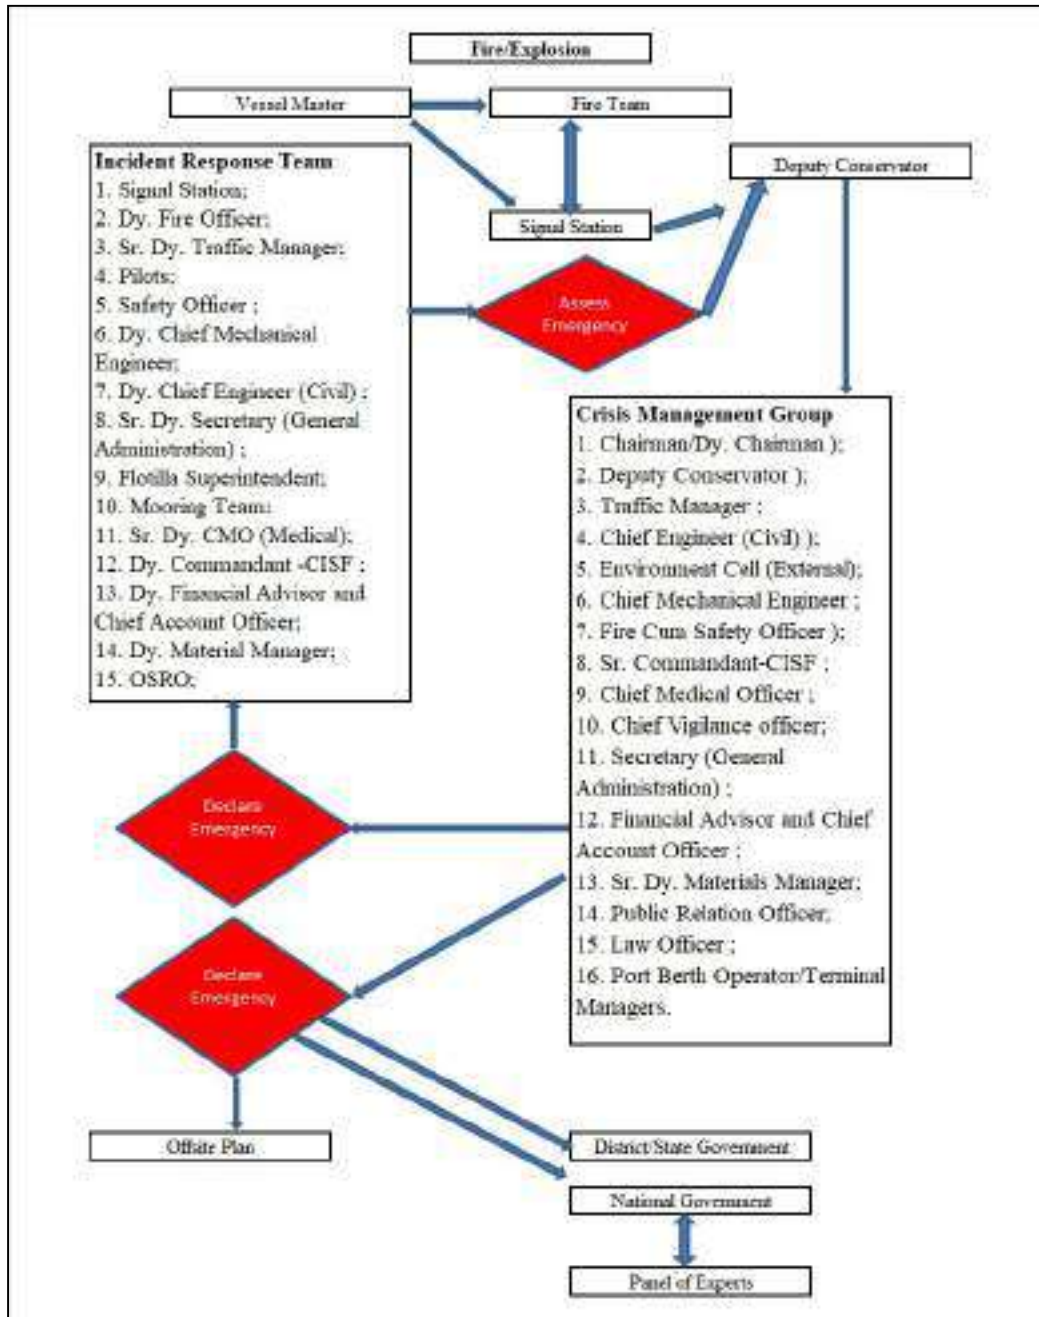 Fire/Explosion
Vessel Master
Fire Team
Deputy Conservator
Signal Station
Incident Response Team
1. Signal Station;
2. Dy. Fire Officer;
3. Sr. Dy. Traffic Manager;
4. Pilots;
5. Safety Officer ;
6. Dy. Chief Mechanical
Engineer;
7. Dy. Chief Engineer (Civil) ;
8. Sr. Dy. Secretary (General
Administration) ;
9. Flotilla Superintendent;
10. Mooring Team;
11. Sr. Dy. CMO (Medical);
12. Dy. Commandant -CISF ;
13. Dy. Financial Advisor and
Chief Account Officer;
14. Dy. Material Manager;
15. OSRO;
Assess
Emergency
Crisis Management Group
1. Chairman/Dy. Chairman );
2. Deputy Conservator );
3. Traffic Manager ;
4. Chief Engineer (Civil) );
5. Environment Cell (External);
6. Chief Mechanical Engineer ;
7. Fire Cum Safety Officer );
8. Sr. Commandant-CISF ;
9. Chief Medical Officer ;
10. Chief Vigilance officer;
11. Secretary (General
Administration) ;
12. Financial Advisor and Chief
Account Officer ;
13. Sr. Dy. Materials Manager;
14. Public Relation Officer;
15. Law Officer ;
16. Port Berth Operator/Terminal
Managers.
Declare
Emergency
Declare
Emergency
Offsite Plan
District/State Government
National Government
Panel of Experts